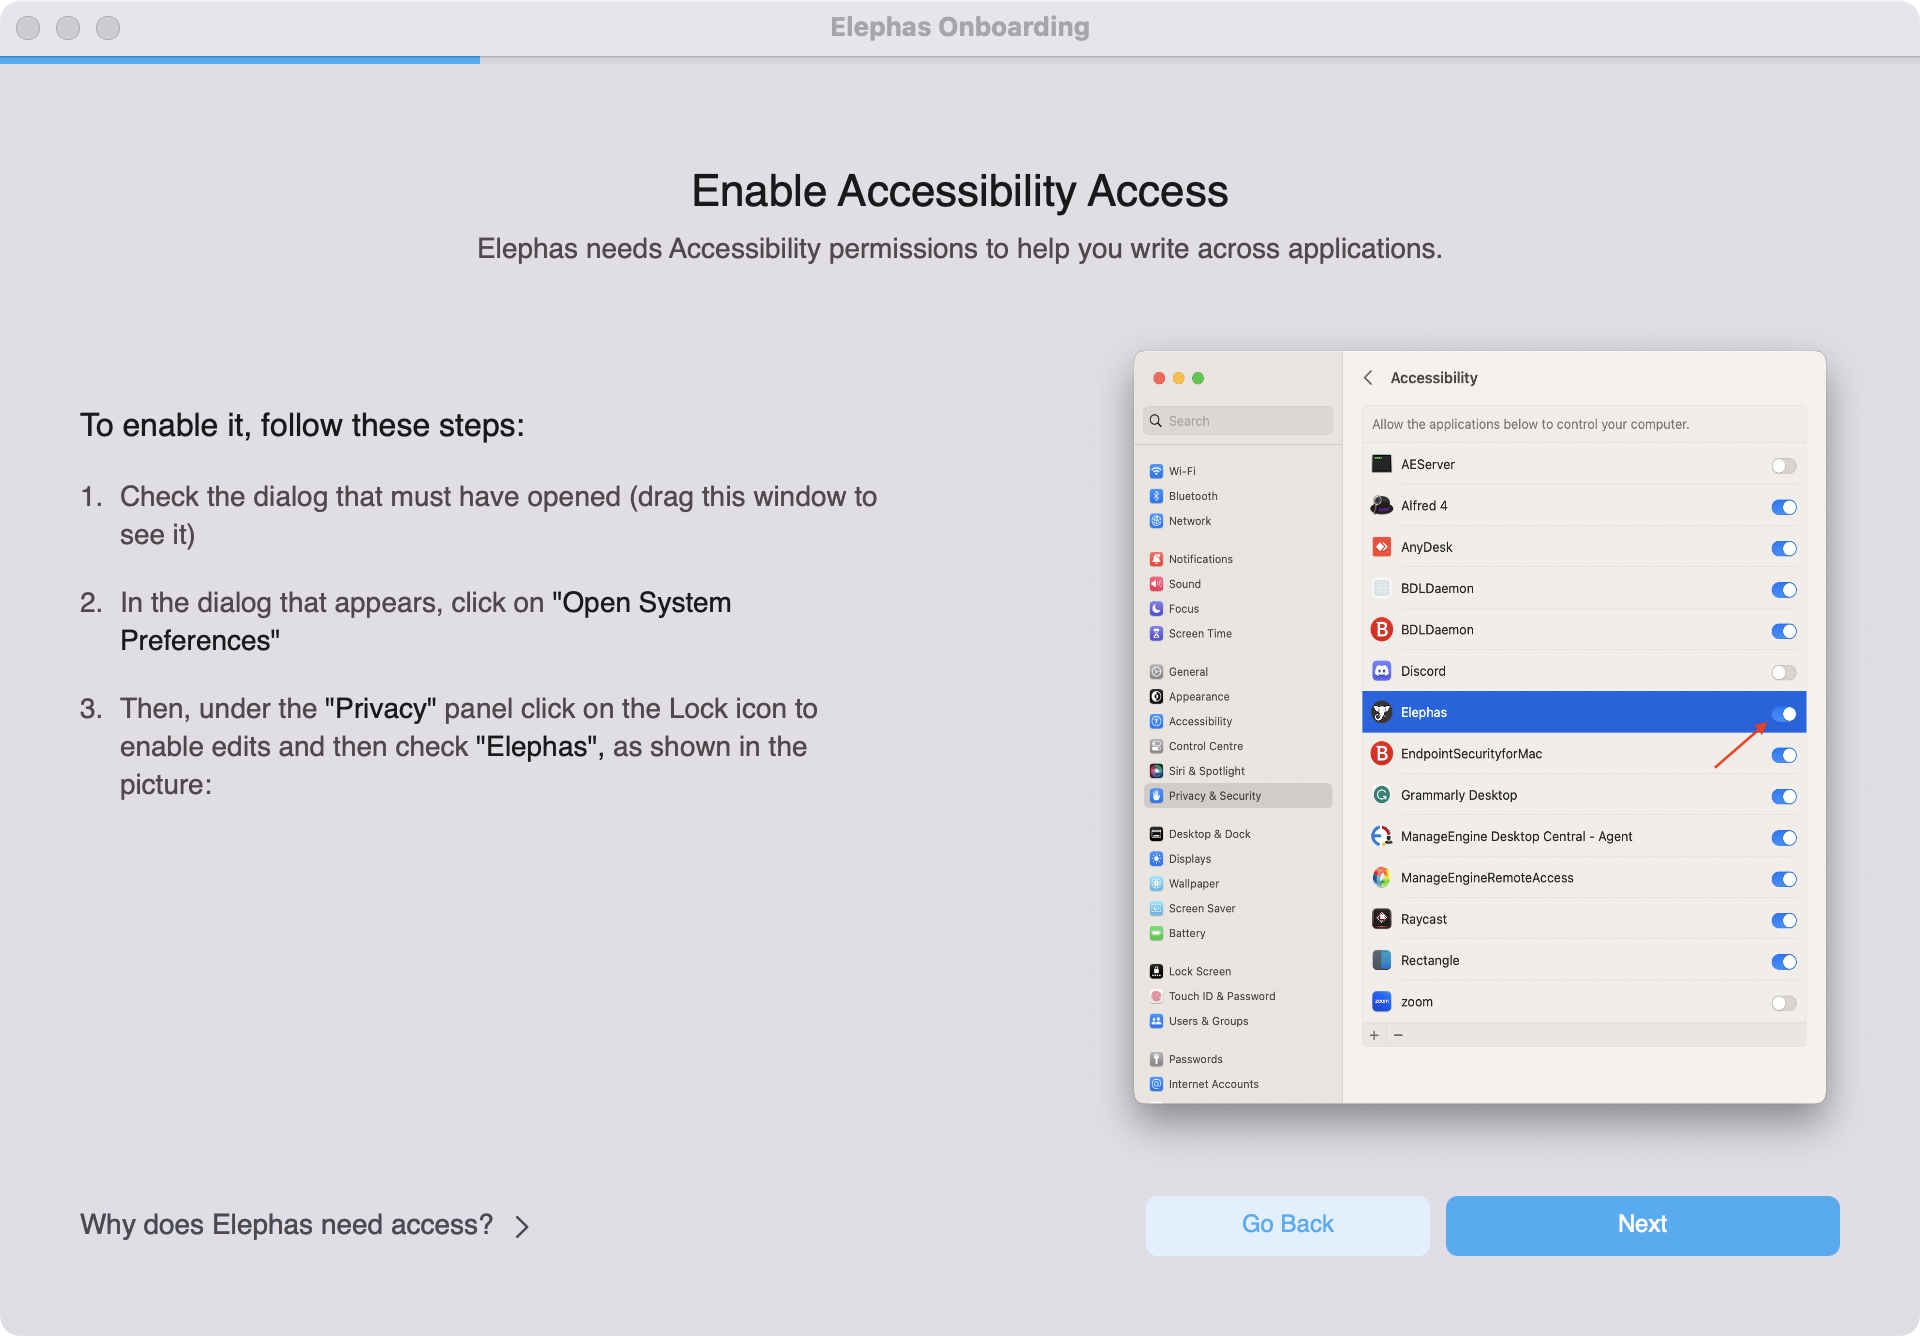 Elephas Onboarding
Enable Accessibility Access
Elephas needs Accessibility permissions to help you write across applications.
To enable it, follow these steps:
1. Check the dialog that must have opened (drag this window to
see it)
2. In the dialog that appears, click on "Open System
Preferences"
3. Then, under the "Privacy" panel click on the Lock icon to
enable edits and then check "Elephas", as shown in the
picture:
Search
Wi-Fi
Bluetooth
Network
Notifications
Sound
Focus
Screen Time
General
Appearance
Accessibility
Control Centre
Siri & Spotlight
Privacy & Security
Desktop & Dock
Displays
Wallpaper
Screen Saver
Battery
Lock Screen
Touch ID & Password
Users & Groups
Passwords
Internet Accounts
Accessibility
Allow the applications below to control your computer.
AEServer
Alfred 4
AnyDesk
BDLDaemon
B BDLDaemon
Discord
Elephas
B EndpointSecurityforMac
Grammarly Desktop
ManageEngine Desktop Central - Agent
ManageEngineRemoteAccess
Raycast
Rectangle
zoom zoom
+ −
Why does Elephas need access?
Go Back
Next